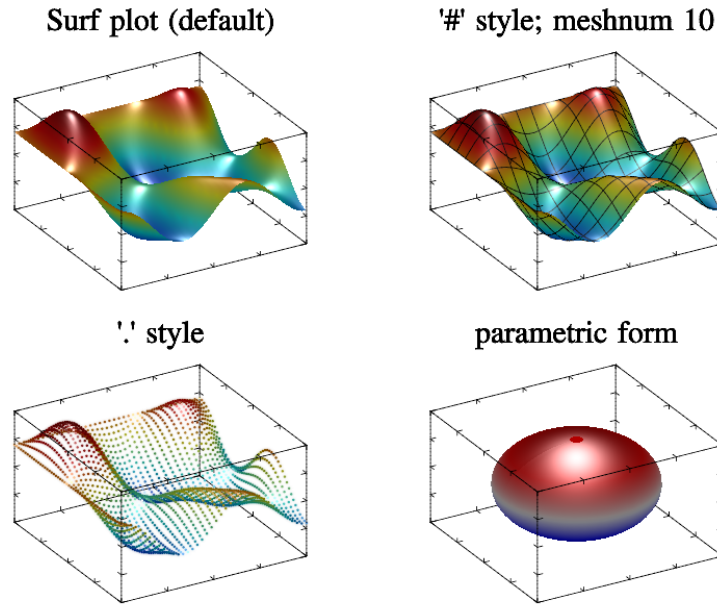 Surf plot (default)
'#' style; meshnum 10
'.' style
parametric form